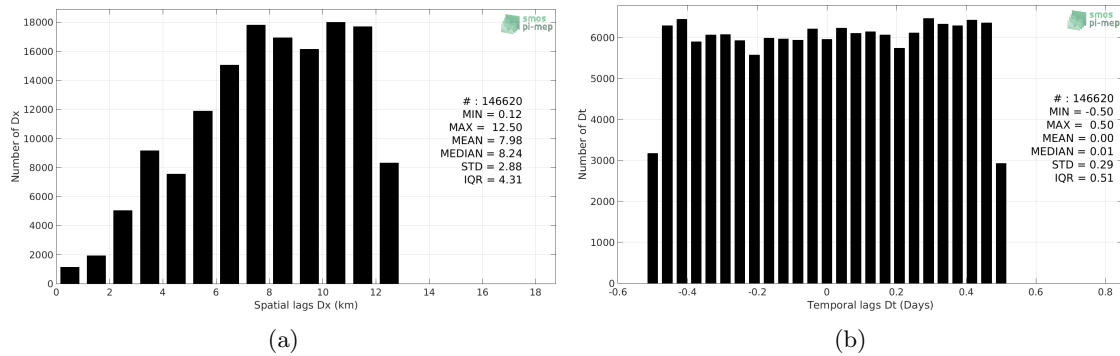 18000
16000
14000
12000
10000
8000
6000
4000
2000
0
Number of Dx
0 2 4 6 8 10 12 14 16 18
Spatial lags Dx (km)
smos
pi-mep
# : 146620
MIN = 0.12
MAX = 12.50
MEAN = 7.98
MEDIAN = 8.24
STD = 2.88
IQR = 4.31
(a)
6000
5000
4000
3000
2000
1000
0
Number of Dt
-0.6 -0.4 -0.2 0 0.2 0.4 0.6 0.8
Temporal lags Dt (Days)
smos
pi-mep
# : 146620
MIN = -0.50
MAX = 0.50
MEAN = 0.00
MEDIAN = 0.01
STD = 0.29
IQR = 0.51
(b)